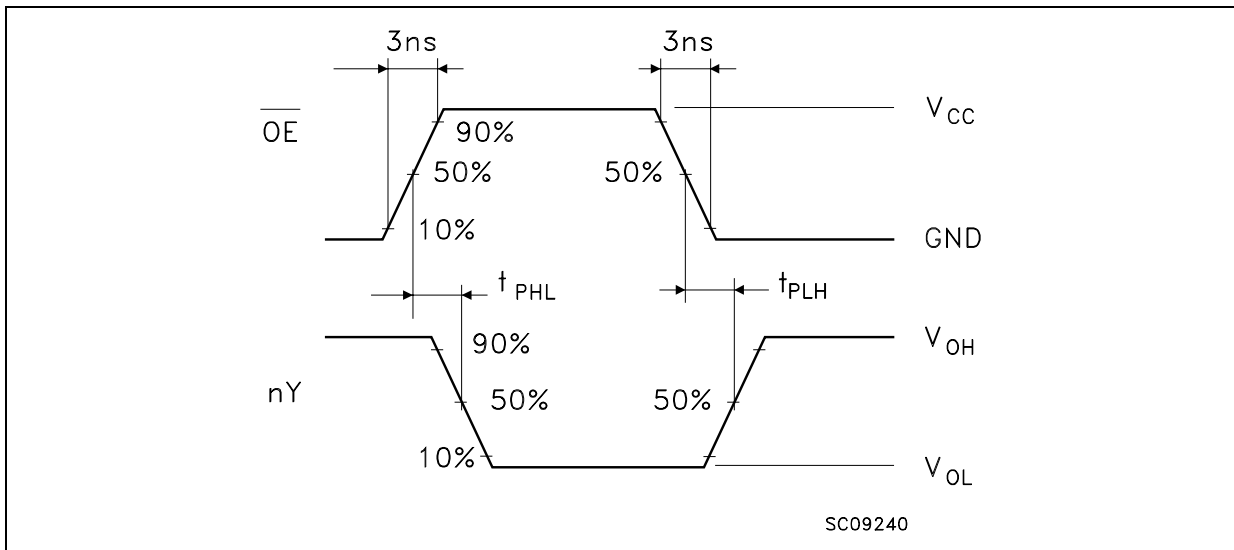 3ns 3ns
OE VCC
90%
50% 50%
10% GND
tPHL tPLH
90% VOH
nY 50% 50%
10% VOL
SC09240